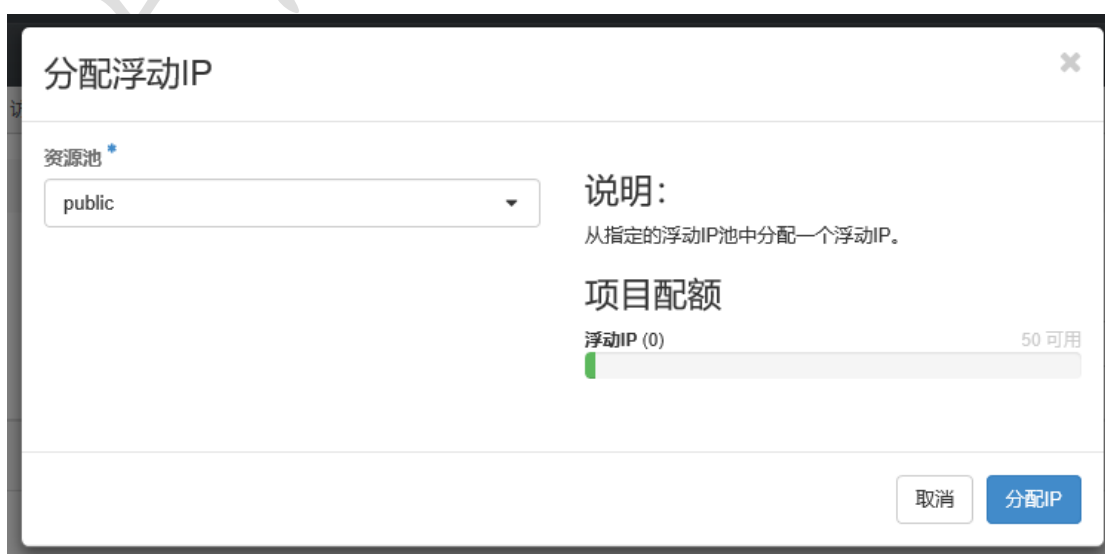 分配浮动IP
×
资源池 *
public
说明：
从指定的浮动IP池中分配一个浮动IP。
项目配额
浮动IP (0) 50 可用
取消 分配IP